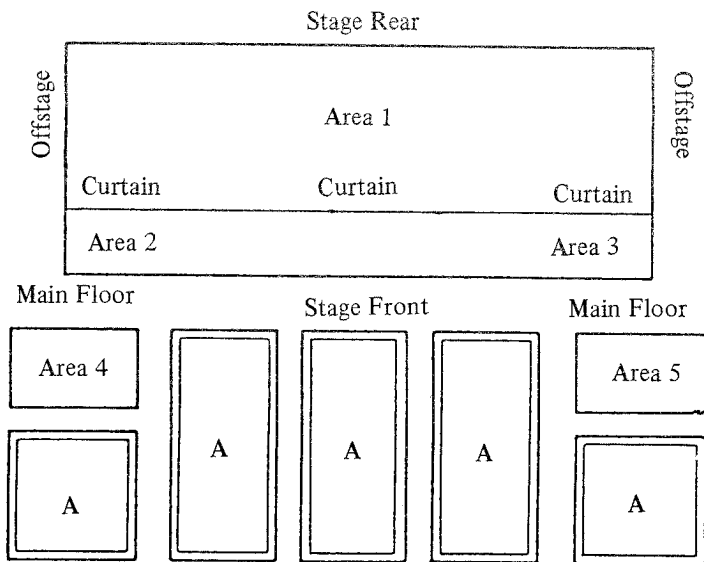 Stage Rear
Offstage
Offstage
Area 1
Curtain Curtain Curtain
Area 2 Area 3
Main Floor Stage Front Main Floor
Area 4 Area 5
A A A
A A